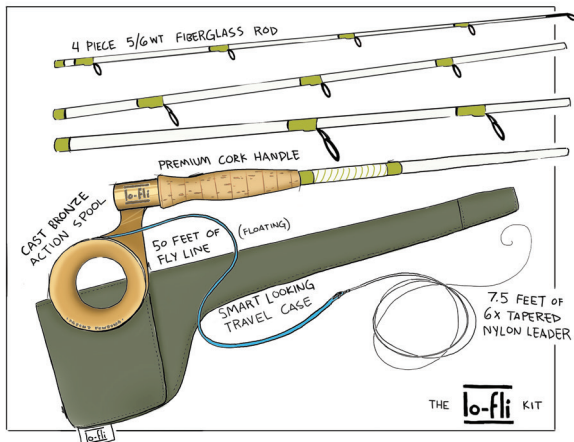 4 PIECE 5/6WT FIBERGLASS ROD
PREMIUM CORK HANDLE
lo-fli
CAST BRONZE
ACTION SPOOL
50 FEET OF
FLY LINE
(FLOATING)
SMART LOOKING
TRAVEL CASE
7.5 FEET OF
6X TAPERED
NYLON LEADER
lo-fli
THE lo-fli KIT